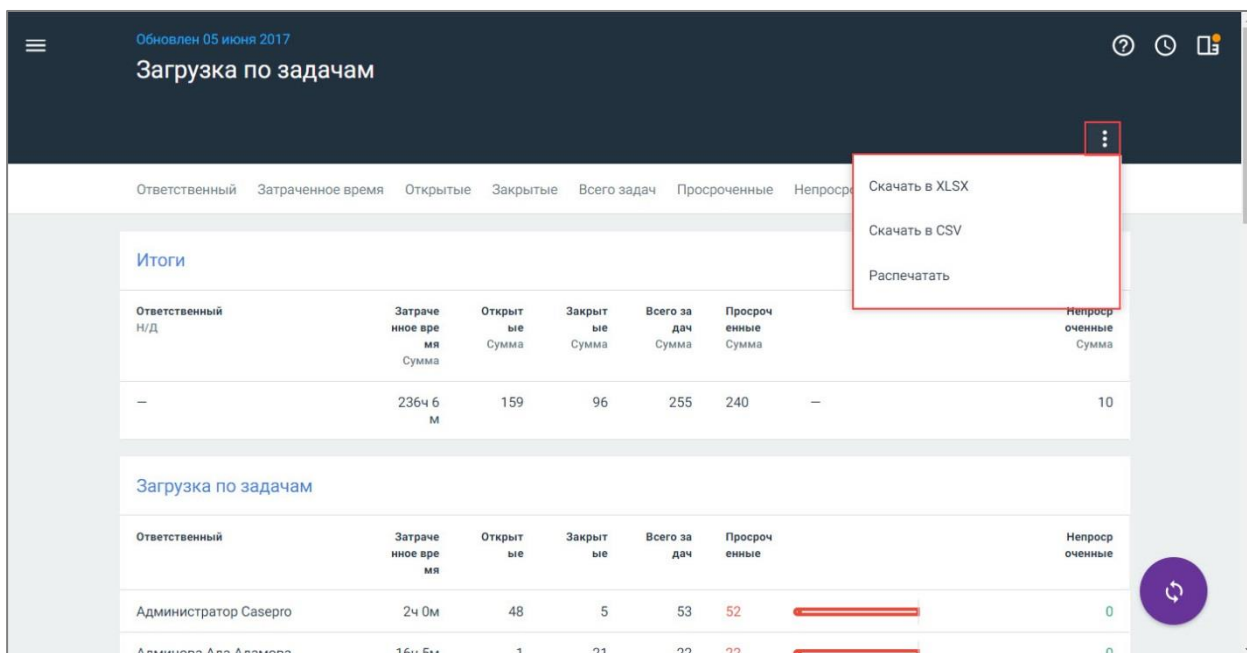 Обновлен 05 июня 2017
Загрузка по задачам
Ответственный Затраченное время Открытые Закрытые Всего задач Просроченные
Скачать в XLSX
Скачать в CSV
Распечатать
Итоги
Ответственный Затраче Открыт Закрыт Всего за Просроч Непроср
Н/Д нное вре ые ые дач енные оченные
мя Сумма Сумма Сумма Сумма Сумма
Сумма
— 236ч 6 159 96 255 240 — 10
м
Загрузка по задачам
Ответственный Затраче Открыт Закрыт Всего за Просроч Непроср
нное вре ые ые дач енные оченные
мя
Администратор Casepro 2ч 0м 48 5 53 52 0